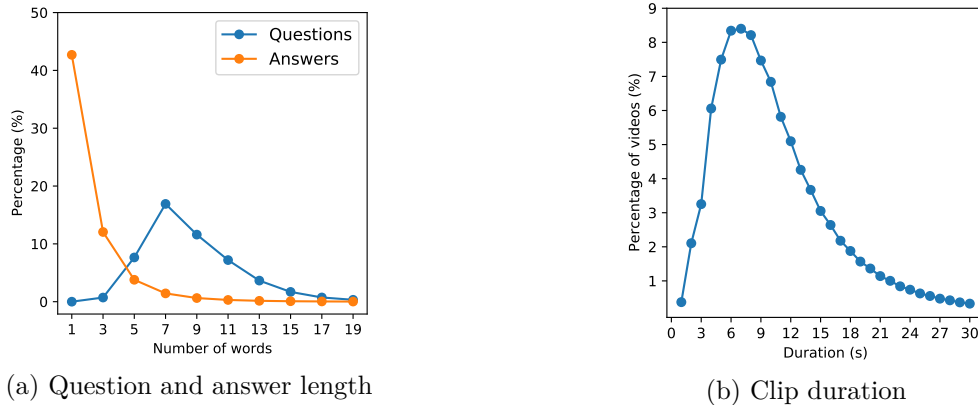 50
40
30
20
10
0
Percentage (%)
Questions
Answers
1 3 5 7 9 11 13 15 17 19
Number of words
(a) Question and answer length
9
8
7
6
5
4
3
2
1
Percentage of videos (%)
0 3 6 9 12 15 18 21 24 27 30
Duration (s)
(b) Clip duration